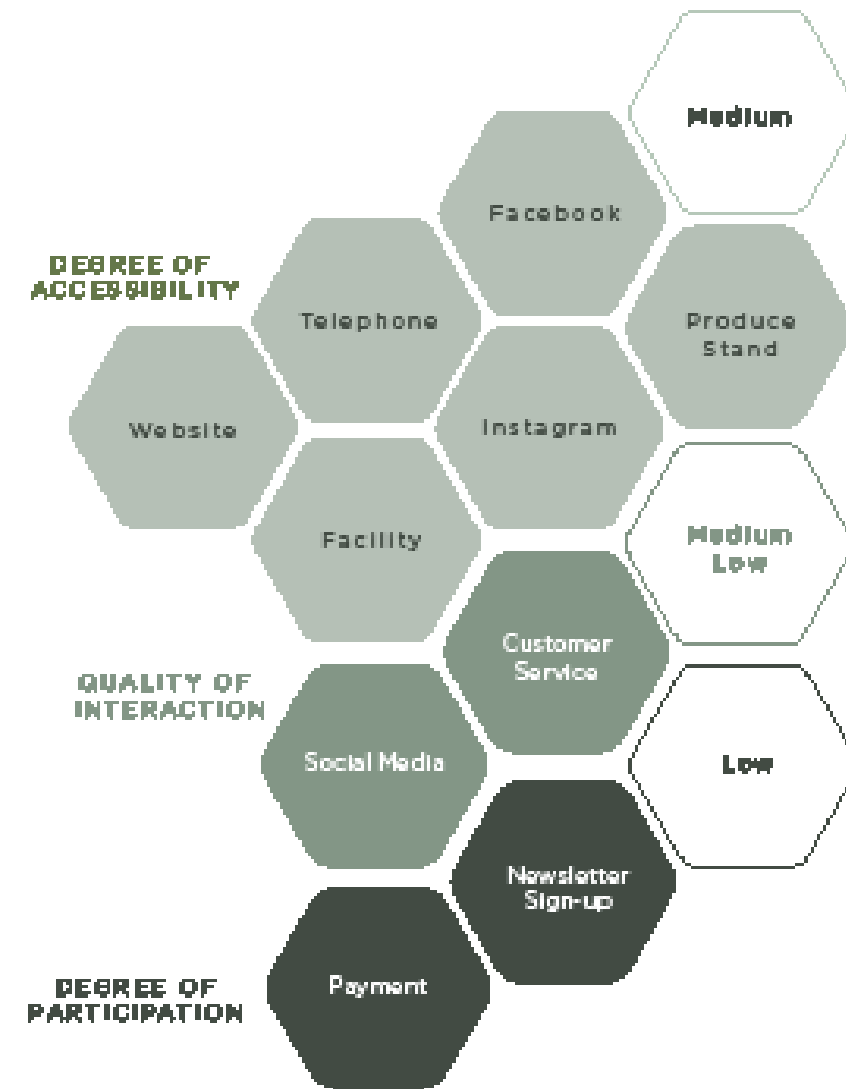 Medium
Facebook
DEGREE OF
ACCESSIBILITY
Telephone
Produce
Stand
Website
Instagram
Facility
Medium
Low
Customer
Service
QUALITY OF
INTERACTION
Social Media
Low
Newsletter
Sign-up
Payment
DEGREE OF
PARTICIPATION